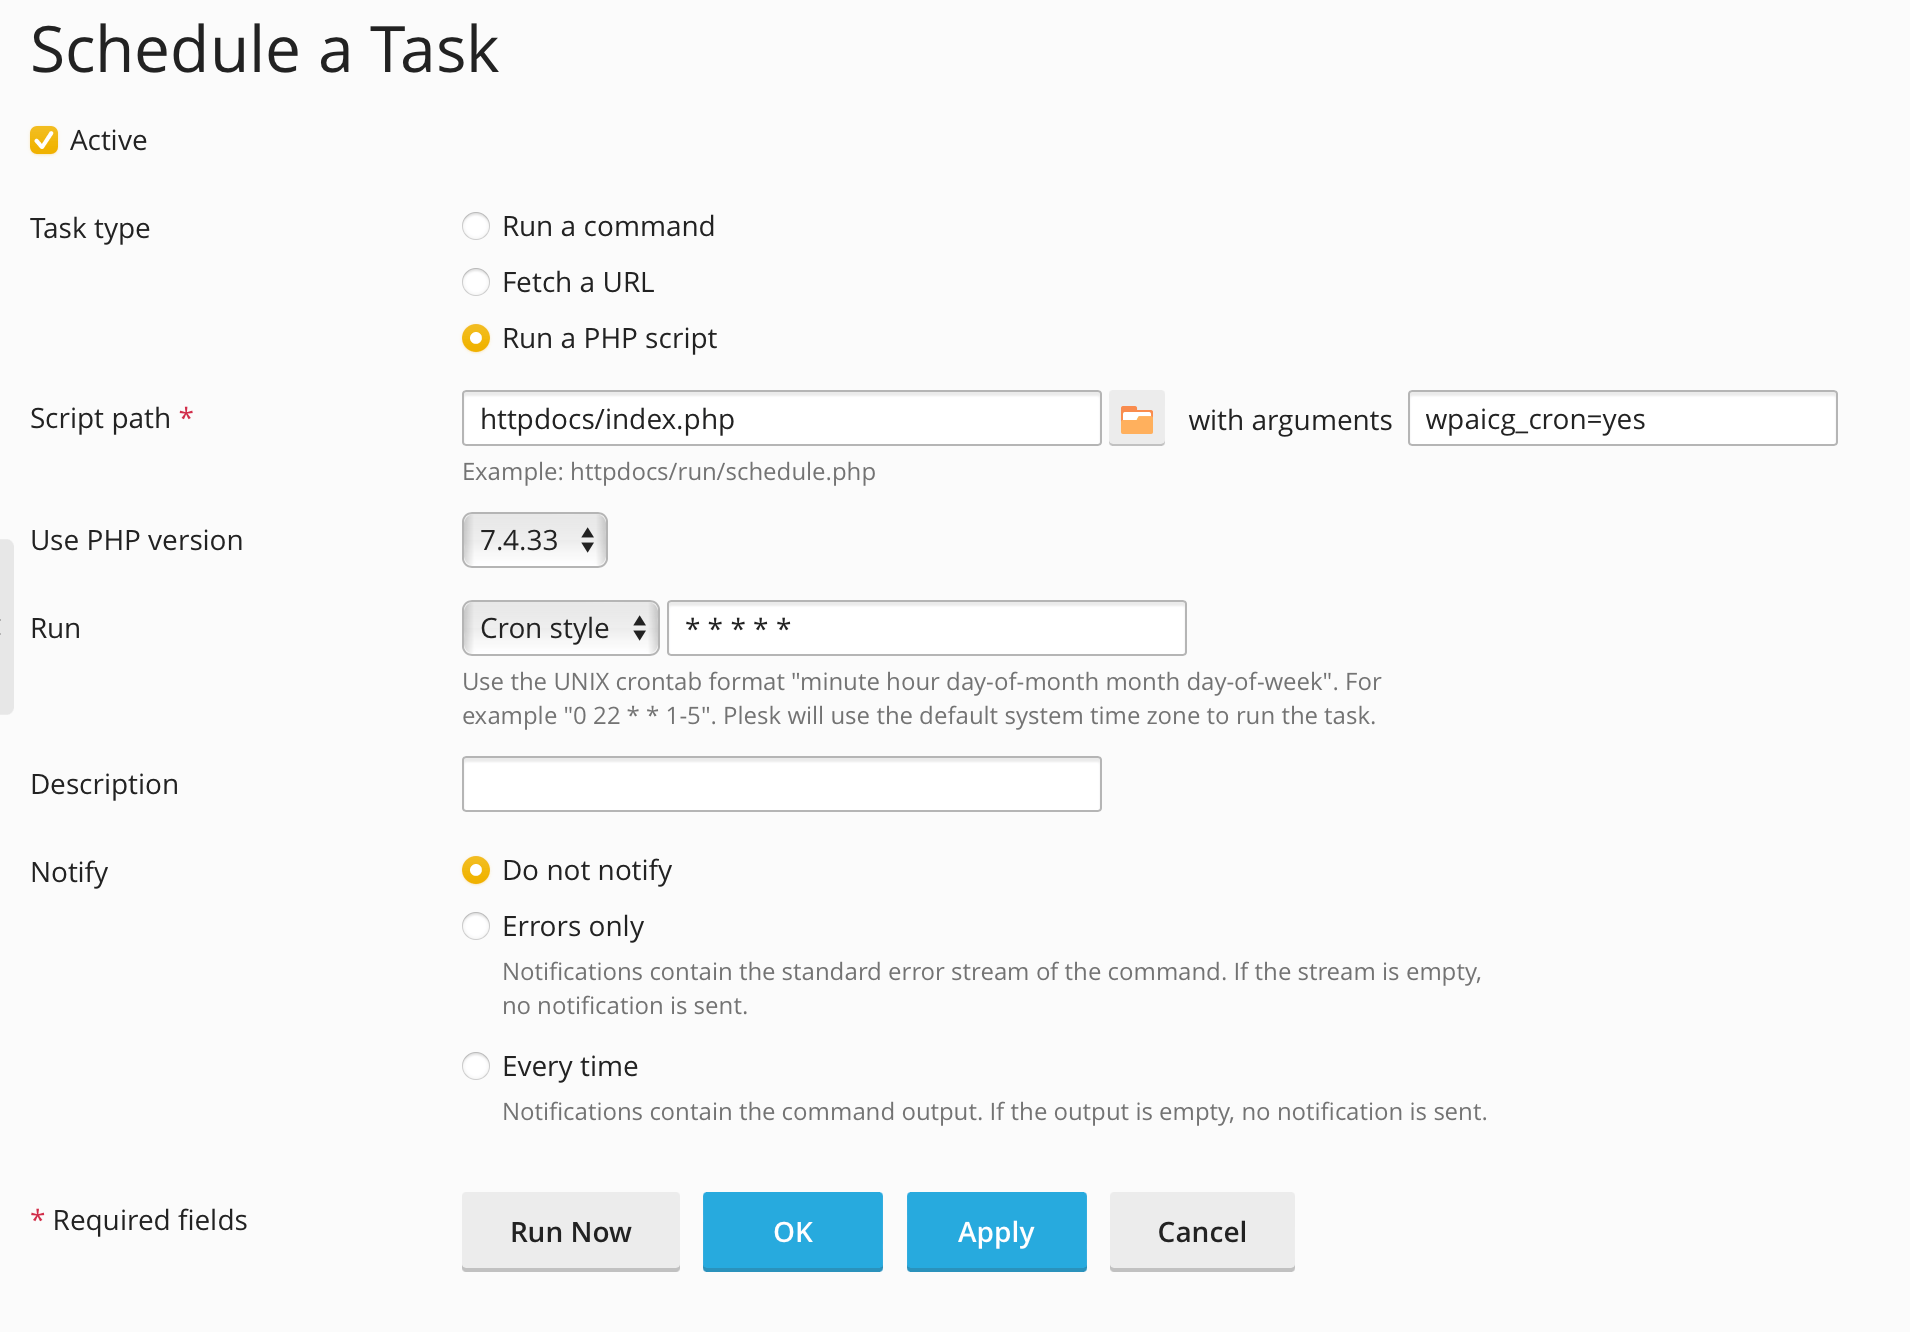 Schedule a Task
Active
Task type
Run a command
Fetch a URL
Run a PHP script
Script path *
httpdocs/index.php
with arguments
wpaicg_cron=yes
Example: httpdocs/run/schedule.php
Use PHP version
7.4.33
Run
Cron style
* * * * *
Use the UNIX crontab format "minute hour day-of-month month day-of-week". For
example "0 22 * * 1-5". Plesk will use the default system time zone to run the task.
Description
Notify
Do not notify
Errors only
Notifications contain the standard error stream of the command. If the stream is empty,
no notification is sent.
Every time
Notifications contain the command output. If the output is empty, no notification is sent.
* Required fields
Run Now
OK
Apply
Cancel